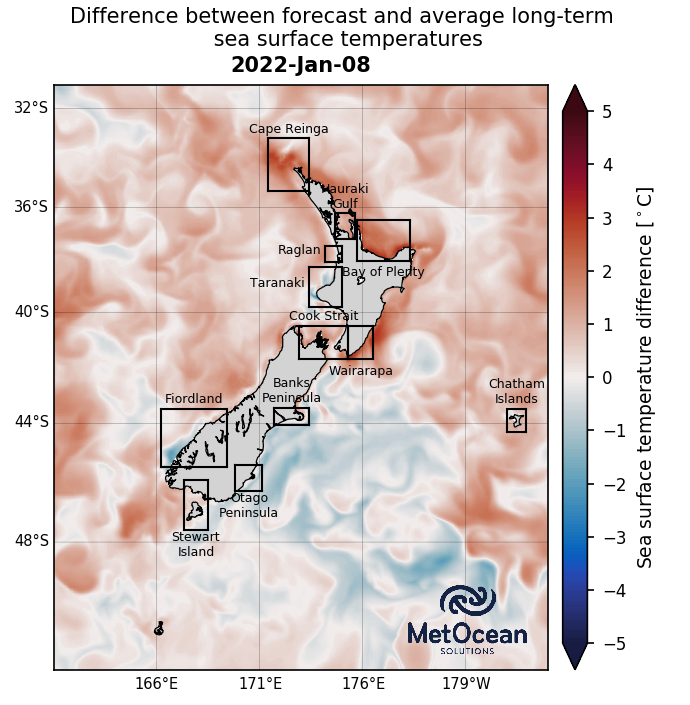 Difference between forecast and average long-term
sea surface temperatures
2022-Jan-08
32°S
36°S
40°S
44°S
48°S
166°E
171°E
176°E
179°W
Cape Reinga
Hauraki
Gulf
Raglan
Bay of Plenty
Taranaki
Cook Strait
Wairarapa
Banks
Peninsula
Fiordland
Chatham
Islands
Otago
Peninsula
Stewart
Island
MetOcean
SOLUTIONS
5
4
3
2
1
0
−1
−2
−3
−4
−5
Sea surface temperature difference [°C]